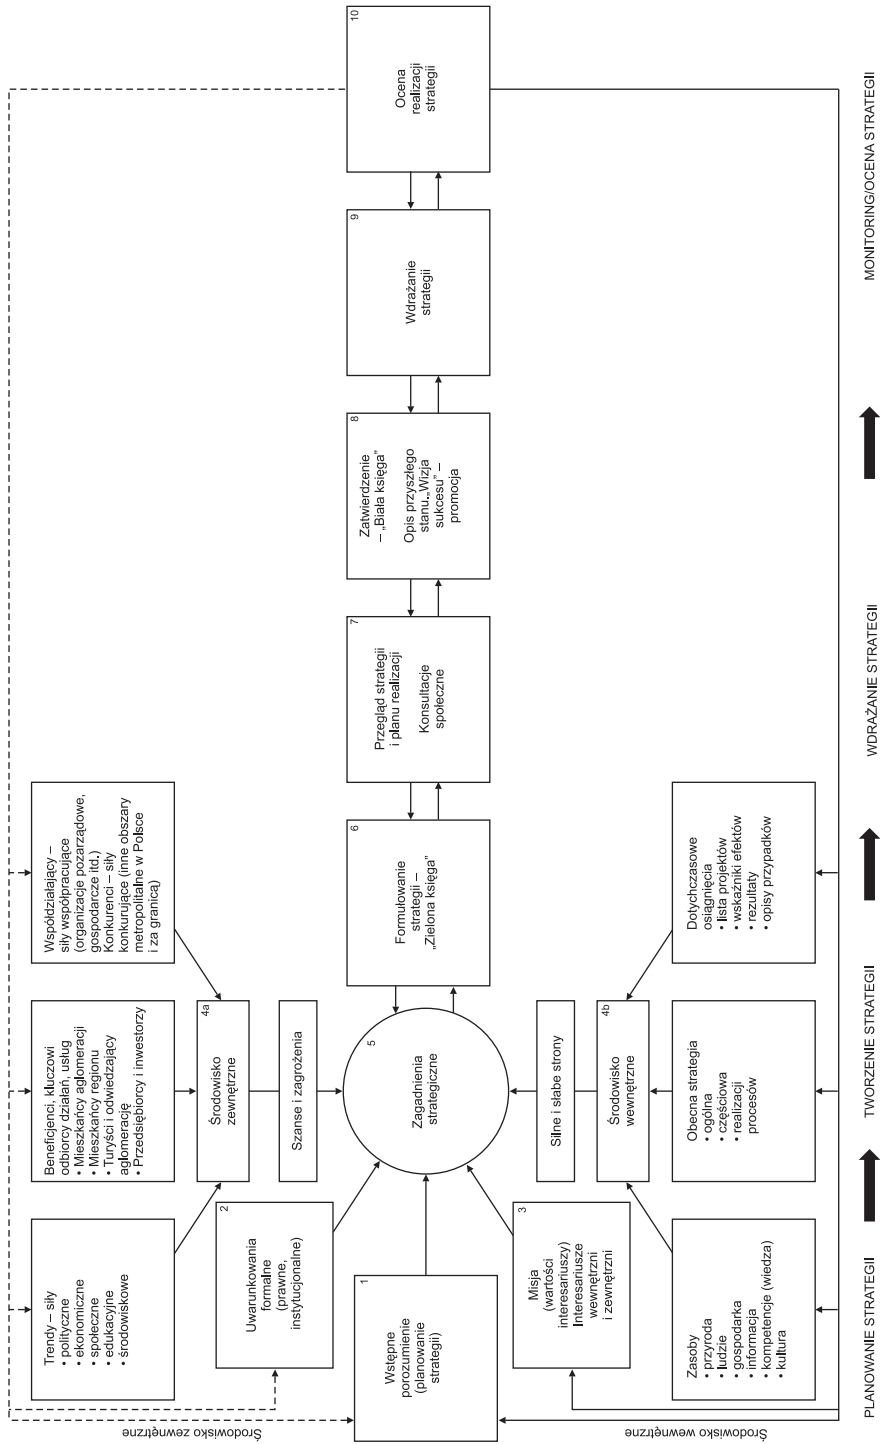 Środowisko zewnętrzne
Trendy – siły
• polityczne
• ekonomiczne
• społeczne
• edukacyjne
• środowiskowe
Beneficjenci, kluczowi
odbiorcy działań, usług
• Mieszkańcy aglomeracji
• Mieszkańcy regionu
• Turyści i odwiedzający
aglomerację
• Przedsiębiorcy i inwestorzy
Współdziałający –
siły współpracujące
(organizacje pozarządowe,
gospodarcze itd.)
Konkurenci – siły
konkurujące (inne obszary
metropolitalne w Polsce
i za granicą)
4a
Środowisko
zewnętrzne
Szanse i zagrożenia
2
Uwarunkowania
formalne
(prawne,
instytucjonalne)
1
Wstępne
porozumienie
(planowanie
strategii)
5
Zagadnienia
strategiczne
6
Formułowanie
strategii –
„Zielona księga”
7
Przegląd strategii
i planu realizacji
Konsultacje
społeczne
8
Zatwierdzenie
– „Biała księga”
Opis przyszłego
stanu „Wizja
sukcesu” –
promocja
9
Wdrażanie
strategii
10
Ocena
realizacji
strategii
3
Misja
(wartości
interesariuszy)
Interesariusze
wewnętrzni
i zewnętrzni
Silne i słabe strony
4b
Środowisko
wewnętrzne
Zasoby
• przyroda
• ludzie
• gospodarka
• informacja
• kompetencje (wiedza)
• kultura
Obecna strategia
• ogólna
• częściowa
• realizacji
procesów
Dotychczasowe
osiągnięcia
• lista projektów
• wskaźniki efektów
• rezultaty
• opisy przypadków
Środowisko wewnętrzne
PLANOWANIE STRATEGII
TWORZENIE STRATEGII
WDRAŻANIE STRATEGII
MONITORING/OCENA STRATEGII